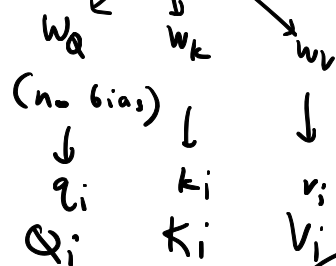 W_Q W_k W_V
(no bias)
q_i k_i v_i
Q_i K_i V_i